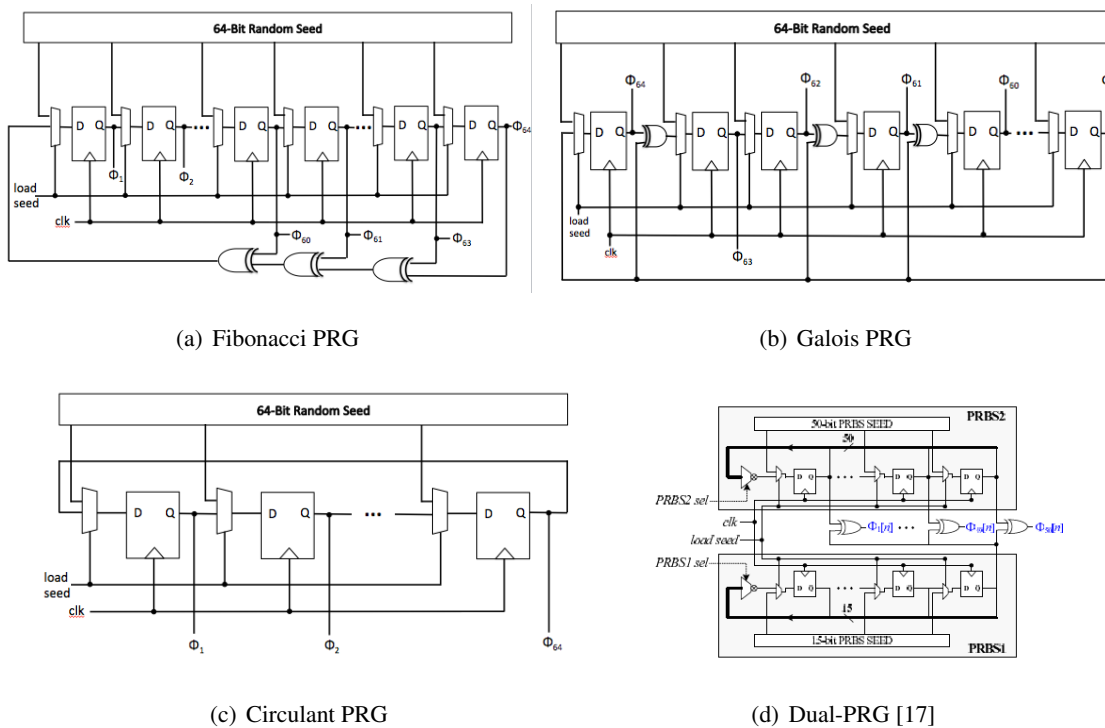 64-Bit Random Seed
D Q D Q ••• D Q D Q ••• D Q D Q Φ64
Φ1 Φ2
load
seed
clk
Φ60 Φ61 Φ63
(a) Fibonacci PRG
64-Bit Random Seed
Φ64 Φ62 Φ61 Φ60
D Q D Q D Q D Q D Q ••• D Q
load
seed
clk
Φ63
(b) Galois PRG
64-Bit Random Seed
D Q D Q ••• D Q
load
seed
clk
Φ1 Φ2 Φ64
(c) Circulant PRG
PRBS2
50-bit PRBS SEED
50
D Q ••• D Q D Q
PRBS2 sel
clk
Φ1[n] ••• Φ50[n]
load seed
PRBS1 sel
D Q ••• D Q D Q
15
15-bit PRBS SEED
PRBS1
(d) Dual-PRG [17]